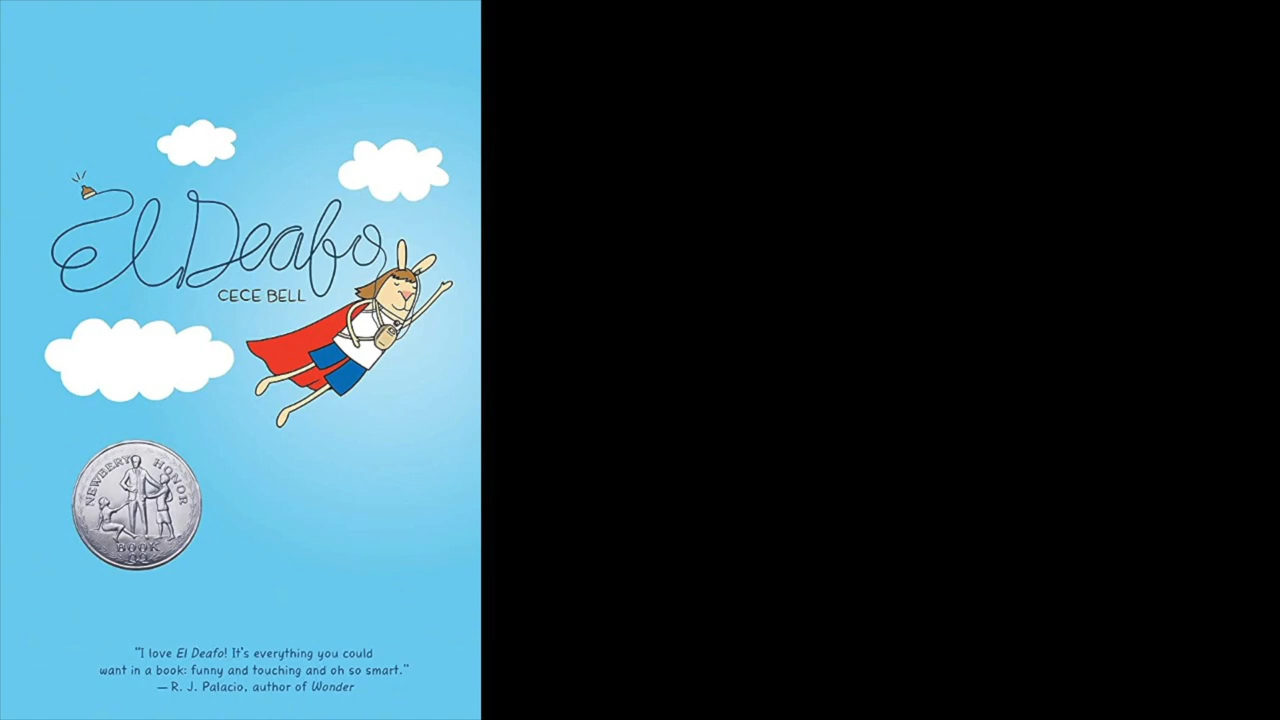 El Deafo
CECE BELL
NEWBERY HONOR
BOOK
"I love El Deafo! It's everything you could
want in a book: funny and touching and oh so smart."
— R. J. Palacio, author of Wonder